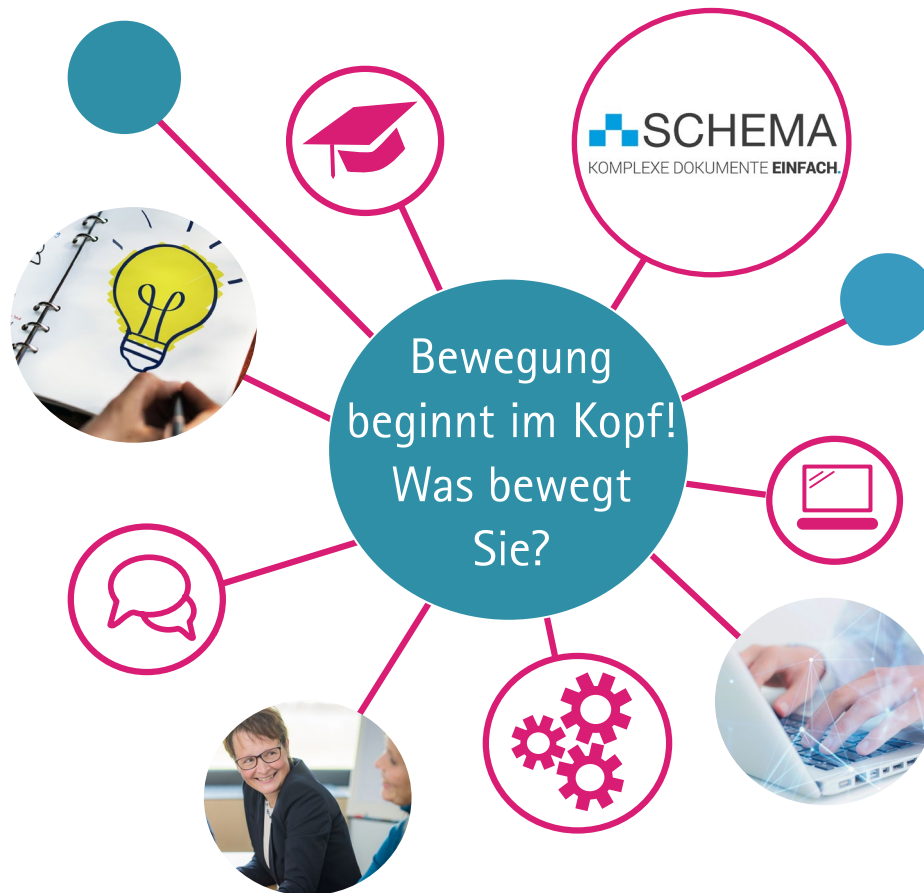 SCHEMA
KOMPLEXE DOKUMENTE EINFACH.
Bewegung
beginnt im Kopf!
Was bewegt
Sie?